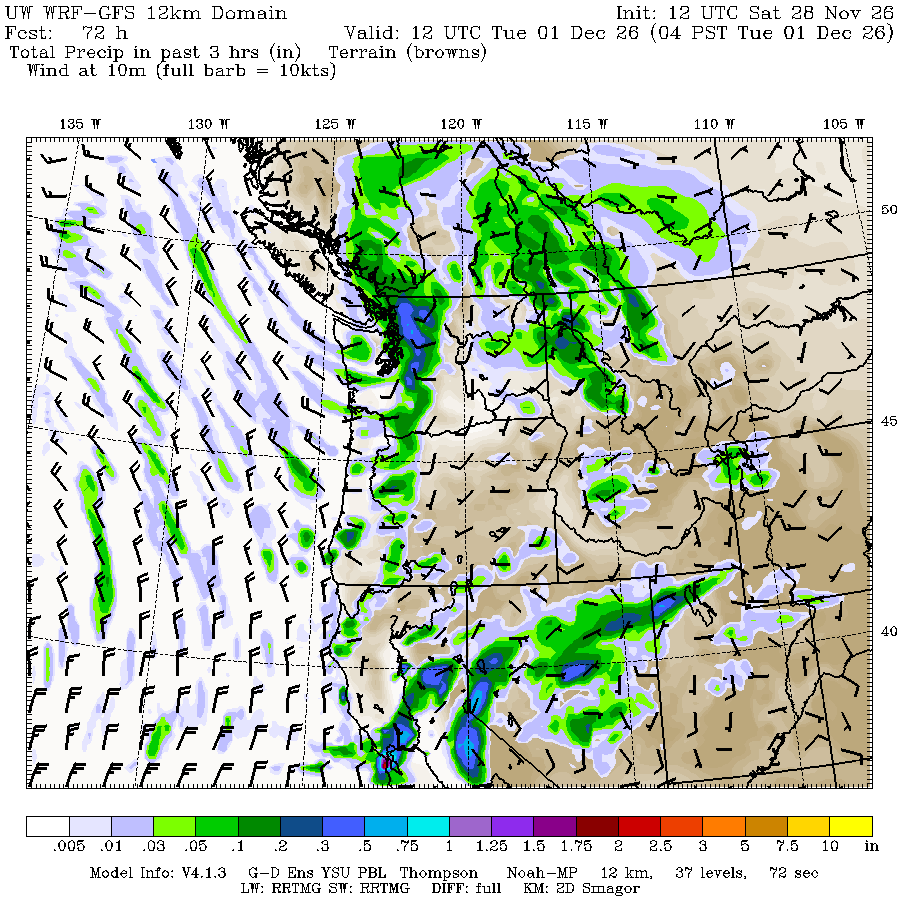 UW WRF-GFS 12km Domain Init: 12 UTC Sat 28 Nov 26
Fcst: 72 h Valid: 12 UTC Tue 01 Dec 26 (04 PST Tue 01 Dec 26)
Total Precip in past 3 hrs (in) Terrain (browns)
Wind at 10m (full barb = 10kts)
135 W 130 W 125 W 120 W 115 W 110 W 105 W
50
45
40
.005 .01 .03 .05 .1 .2 .3 .5 .75 1 1.25 1.5 1.75 2 2.5 3 5 7.5 10 in
Model Info: V4.1.3 G-D Ens YSU PBL Thompson Noah-MP 12 km, 37 levels, 72 sec
LW: RRTMG SW: RRTMG DIFF: full KM: 2D Smagor